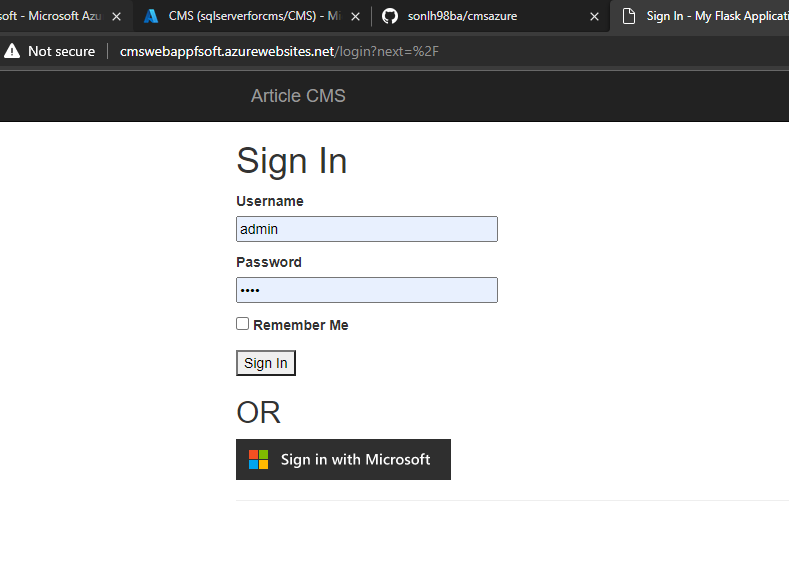 soft - Microsoft Azu
CMS (sqlserverforcms/CMS) - Mi
sonlh98ba/cmsazure
Sign In - My Flask Applicati
Not secure
cmswebappfsoft.azurewebsites.net/login?next=%2F
Article CMS
Sign In
Username
admin
Password
••••
Remember Me
Sign In
OR
Sign in with Microsoft